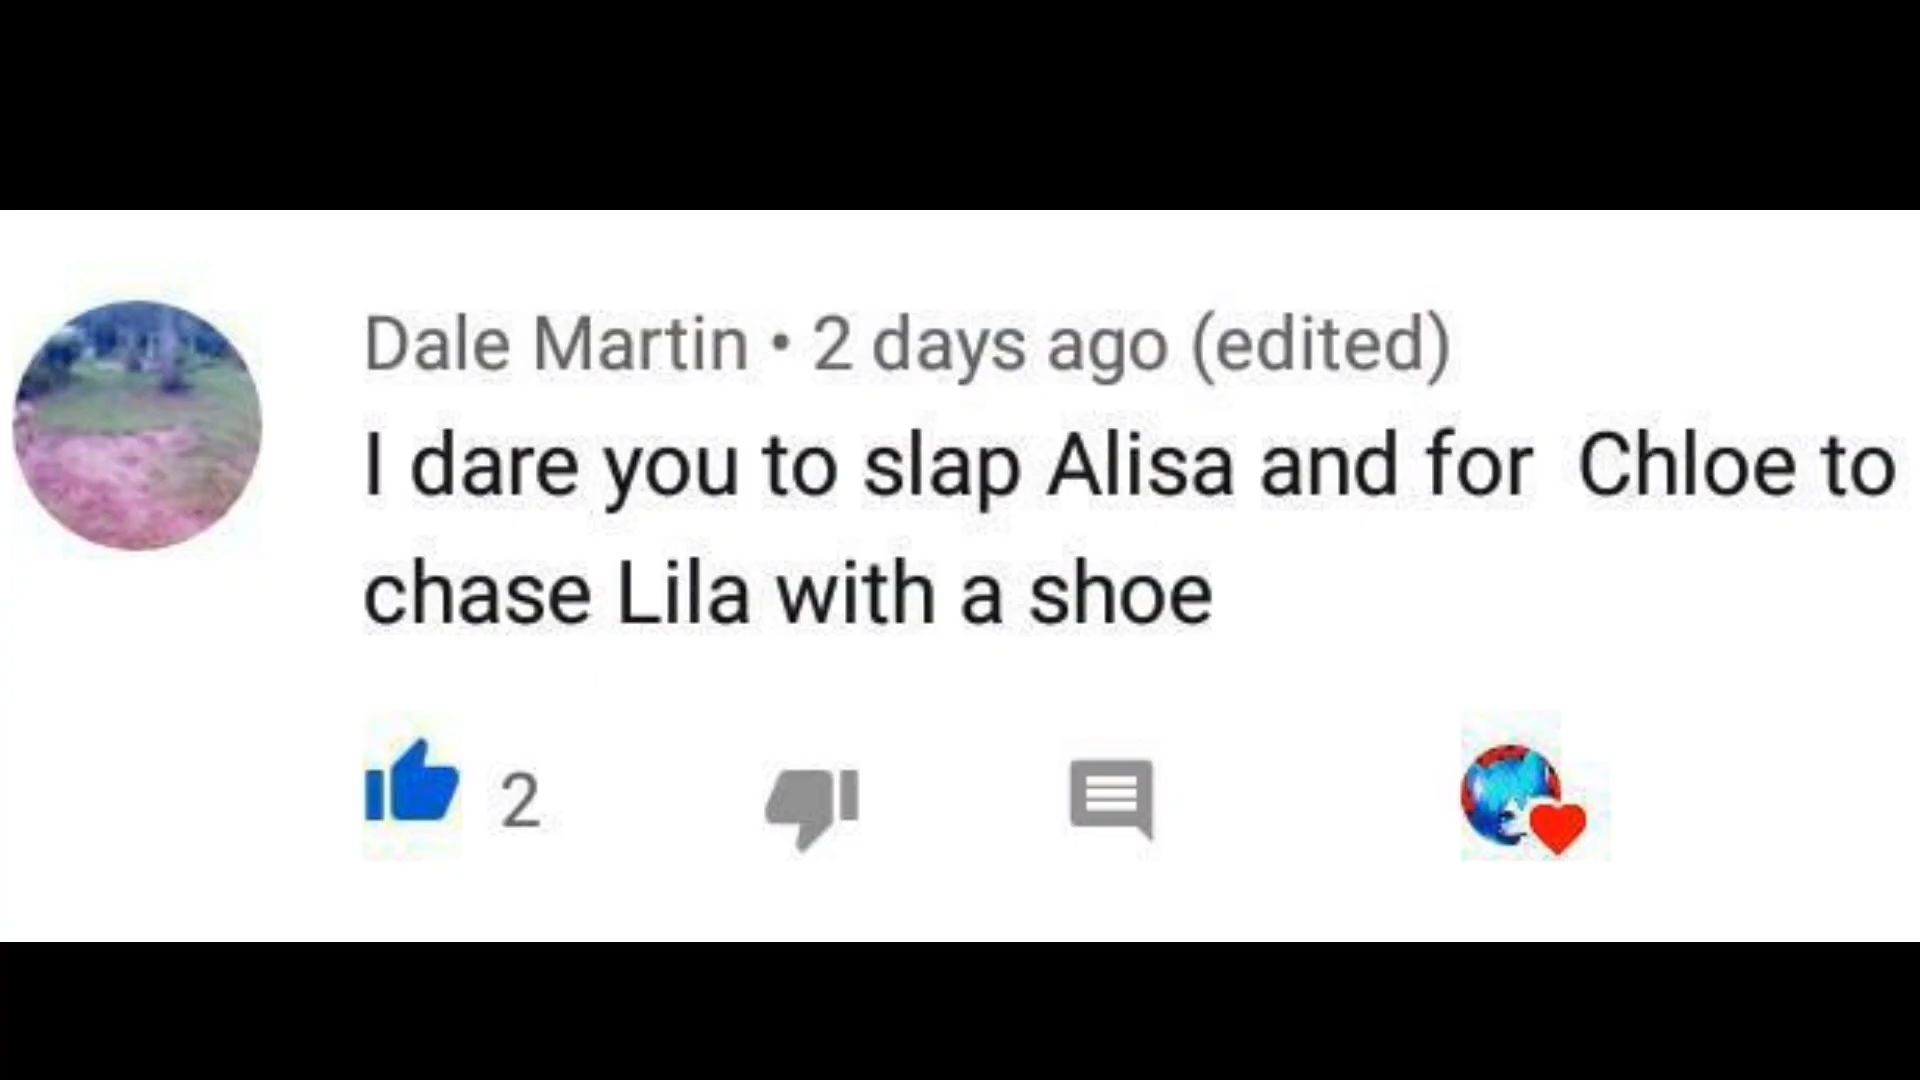 Dale Martin • 2 days ago (edited)
I dare you to slap Alisa and for  Chloe to
chase Lila with a shoe
2